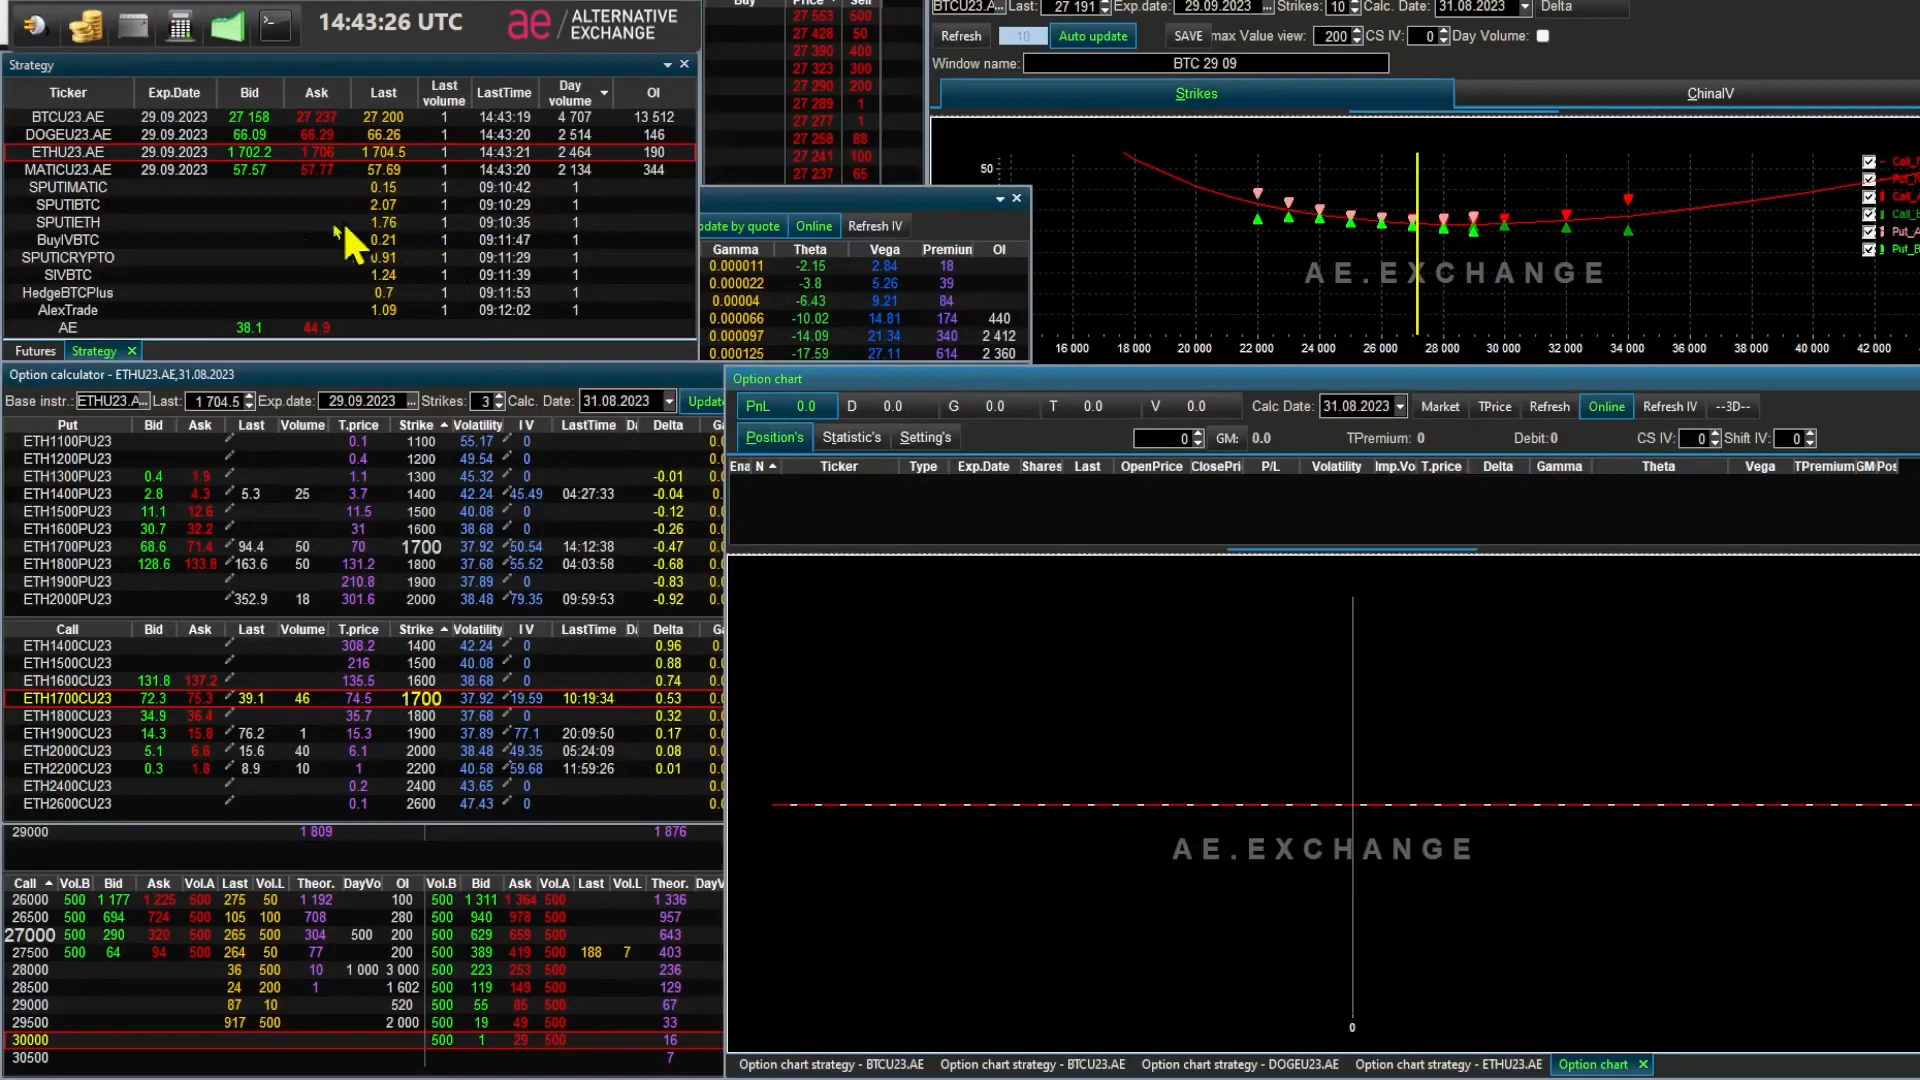 14:43:26 UTC
ae / ALTERNATIVE EXCHANGE
Strategy
Ticker Exp.Date Bid Ask Last Last volume LastTime Day volume OI
BTCU23.AE 29.09.2023 27 158 27 237 27 200 1 14:43:19 4 707 13 512
DOGEU23.AE 29.09.2023 66.09 66.29 66.26 1 14:43:20 2 514 146
ETHU23.AE 29.09.2023 1 702.2 1 706 1 704.5 1 14:43:21 2 464 190
MATICU23.AE 29.09.2023 57.57 57.77 57.69 1 14:43:20 2 134 344
SPUTIMATIC 0.15 1 09:10:42 1
SPUTIBTC 2.07 1 09:10:29 1
SPUTIETH 1.76 1 09:10:35 1
BuyIVBTC 0.21 1 09:11:47 1
SPUTICRYPTO 0.91 1 09:11:29 1
SIVBTC 1.24 1 09:11:39 1
HedgeBTCPlus 0.7 1 09:11:53 1
AlexTrade 1.09 1 09:12:02 1
AE 38.1 44.9
Futures Strategy
Buy Price Sell
27 553 500
27 428 50
27 390 400
27 323 300
27 290 200
27 289 1
27 277 1
27 258 88
27 241 100
27 237 65
BTCU23.A... Last: 27 191 Exp.date: 29.09.2023 ... Strikes: 10 Calc. Date: 31.08.2023 Delta
Refresh 10 Auto update SAVE max Value view: 200 CS IV: 0 Day Volume:
Window name: BTC 29 09
Strikes ChinaIV
50
AE.EXCHANGE
16 000 18 000 20 000 22 000 24 000 26 000 28 000 30 000 32 000 34 000 36 000 38 000 40 000 42 000
pdate by quote Online Refresh IV
Gamma Theta Vega Premiun OI
0.000011 -2.15 2.84 18
0.000022 -3.8 5.26 39
0.00004 -6.43 9.21 84
0.000066 -10.02 14.81 174 440
0.000097 -14.09 21.34 340 2 412
0.000125 -17.59 27.11 614 2 360
Option calculator - ETHU23.AE,31.08.2023
Base instr.: ETHU23.A... Last: 1 704.5 Exp.date: 29.09.2023 ... Strikes: 3 Calc. Date: 31.08.2023 Update
Put Bid Ask Last Volume T.price Strike Volatility I V LastTime Delta
ETH1100PU23 0.1 1100 55.17 0
ETH1200PU23 0.4 1200 49.54 0
ETH1300PU23 0.4 1.9 1.1 1300 45.32 0 -0.01
ETH1400PU23 2.8 4.3 5.3 25 3.7 1400 42.24 45.49 04:27:33 -0.04
ETH1500PU23 11.1 12.6 11.5 1500 40.08 0 -0.12
ETH1600PU23 30.7 32.2 31 1600 38.68 0 -0.26
ETH1700PU23 68.6 71.4 94.4 50 70 1700 37.92 50.54 14:12:38 -0.47
ETH1800PU23 128.6 133.8 163.6 50 131.2 1800 37.68 55.52 04:03:58 -0.68
ETH1900PU23 210.8 1900 37.89 0 -0.83
ETH2000PU23 352.9 18 301.6 2000 38.48 79.35 09:59:53 -0.92
Call Bid Ask Last Volume T.price Strike Volatility I V LastTime Delta
ETH1400CU23 308.2 1400 42.24 0 0.96
ETH1500CU23 216 1500 40.08 0 0.88
ETH1600CU23 131.8 137.2 135.5 1600 38.68 0 0.74
ETH1700CU23 72.3 75.3 39.1 46 74.5 1700 37.92 19.59 10:19:34 0.53
ETH1800CU23 34.9 36.4 35.7 1800 37.68 0 0.32
ETH1900CU23 14.3 15.8 76.2 1 15.3 1900 37.89 77.1 20:09:50 0.17
ETH2000CU23 5.1 6.6 15.6 40 6.1 2000 38.48 49.35 05:24:09 0.08
ETH2200CU23 0.3 1.8 8.9 10 1 2200 40.58 59.68 11:59:26 0.01
ETH2400CU23 0.2 2400 43.65 0
ETH2600CU23 0.1 2600 47.43 0
29000 1 809 1 876
Call Vol.B Bid Ask Vol.A Last Vol.L Theor. DayVo OI Vol.B Bid Ask Vol.A Last Vol.L Theor. DayV
26000 500 1 177 1 225 500 275 50 1 192 100 500 1 311 1 364 500 1 336
26500 500 694 724 500 105 100 708 280 500 940 978 500 957
27000 500 290 320 500 265 500 304 500 200 500 629 659 500 643
27500 500 64 94 500 264 50 77 200 500 389 419 500 188 7 403
28000 36 500 10 1 000 3 000 500 223 253 500 236
28500 24 200 1 1 602 500 119 149 500 129
29000 87 10 520 500 55 85 500 67
29500 917 500 2 000 500 19 49 500 33
30000 500 1 29 500 16
30500 7
Option chart
PnL 0.0 D 0.0 G 0.0 T 0.0 V 0.0 Calc Date: 31.08.2023 Market TPrice Refresh Online Refresh IV --3D--
Position's Statistic's Setting's 0 GM: 0.0 TPremium: 0 Debit:0 CS IV: 0 Shift IV: 0
Ena N Ticker Type Exp.Date Shares Last OpenPrice ClosePri P/L Volatility Imp.Vo T.price Delta Gamma Theta Vega TPremium GM Pos
AE.EXCHANGE
0
Option chart strategy - BTCU23.AE Option chart strategy - BTCU23.AE Option chart strategy - DOGEU23.AE Option chart strategy - ETHU23.AE Option chart